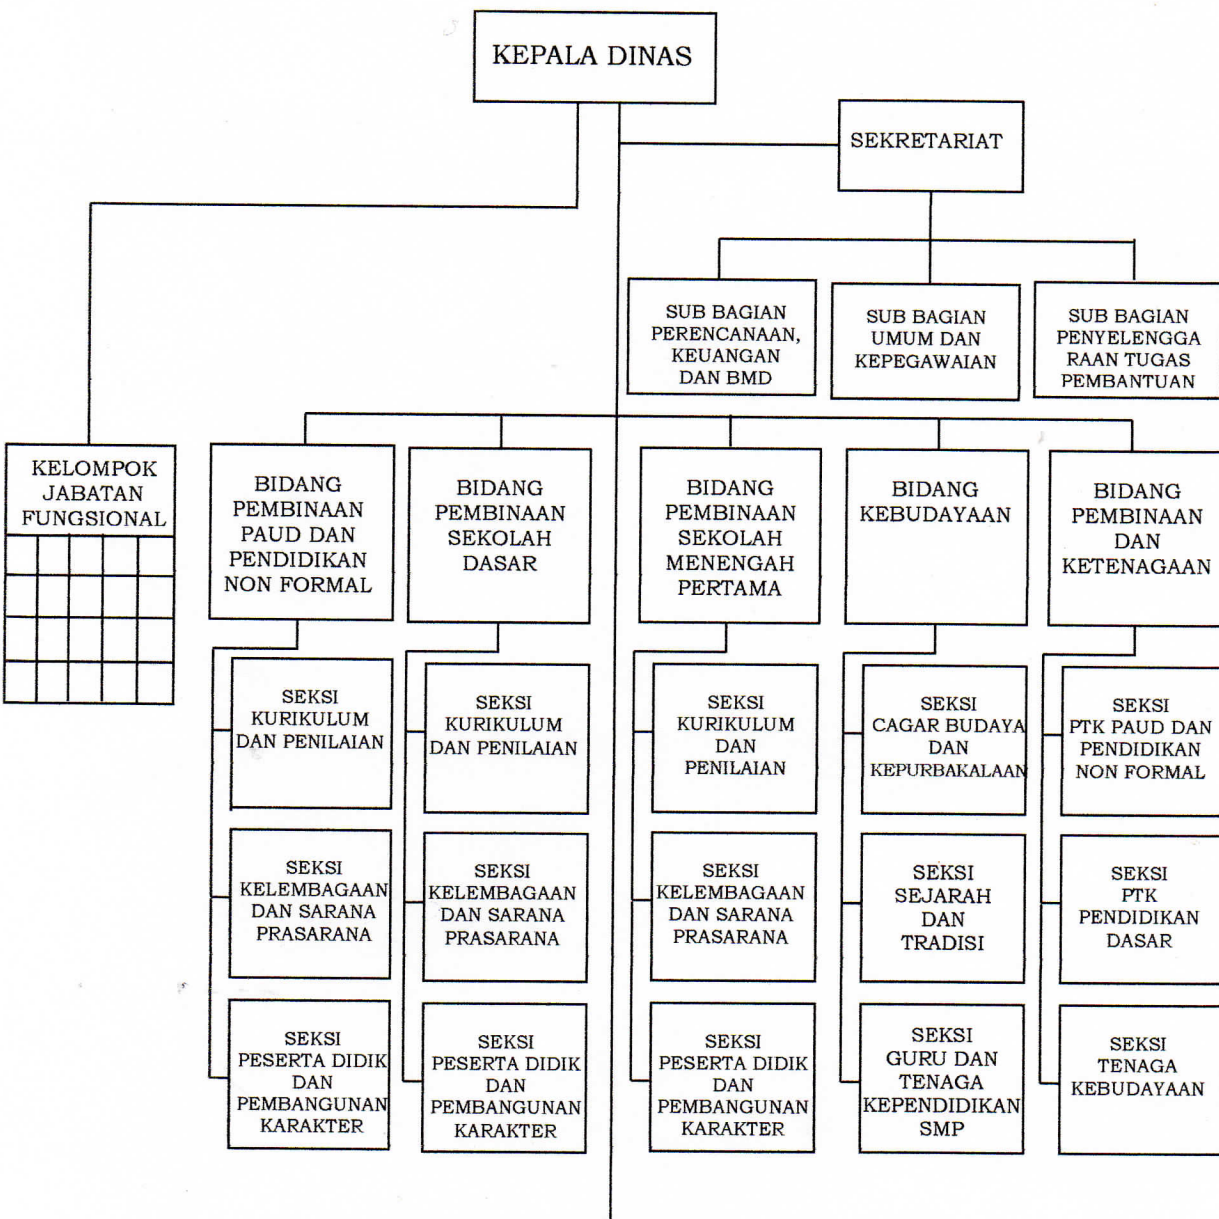 KEPALA DINAS
SEKRETARIAT
SUB BAGIAN
PERENCANAAN,
KEUANGAN
DAN BMD
SUB BAGIAN
UMUM DAN
KEPEGAWAIAN
SUB BAGIAN
PENYELENGGA
RAAN TUGAS
PEMBANTUAN
KELOMPOK
JABATAN
FUNGSIONAL
BIDANG
PEMBINAAN
PAUD DAN
PENDIDIKAN
NON FORMAL
BIDANG
PEMBINAAN
SEKOLAH
DASAR
BIDANG
PEMBINAAN
SEKOLAH
MENENGAH
PERTAMA
BIDANG
KEBUDAYAAN
BIDANG
PEMBINAAN
DAN
KETENAGAAN
SEKSI
KURIKULUM
DAN PENILAIAN
SEKSI
KURIKULUM
DAN PENILAIAN
SEKSI
KURIKULUM
DAN
PENILAIAN
SEKSI
CAGAR BUDAYA
DAN
KEPURBAKALAAN
SEKSI
PTK PAUD DAN
PENDIDIKAN
NON FORMAL
SEKSI
KELEMBAGAAN
DAN SARANA
PRASARANA
SEKSI
KELEMBAGAAN
DAN SARANA
PRASARANA
SEKSI
KELEMBAGAAN
DAN SARANA
PRASARANA
SEKSI
SEJARAH
DAN
TRADISI
SEKSI
PTK
PENDIDIKAN
DASAR
SEKSI
PESERTA DIDIK
DAN
PEMBANGUNAN
KARAKTER
SEKSI
PESERTA DIDIK
DAN
PEMBANGUNAN
KARAKTER
SEKSI
PESERTA DIDIK
DAN
PEMBANGUNAN
KARAKTER
SEKSI
GURU DAN
TENAGA
KEPENDIDIKAN
SMP
SEKSI
TENAGA
KEBUDAYAAN